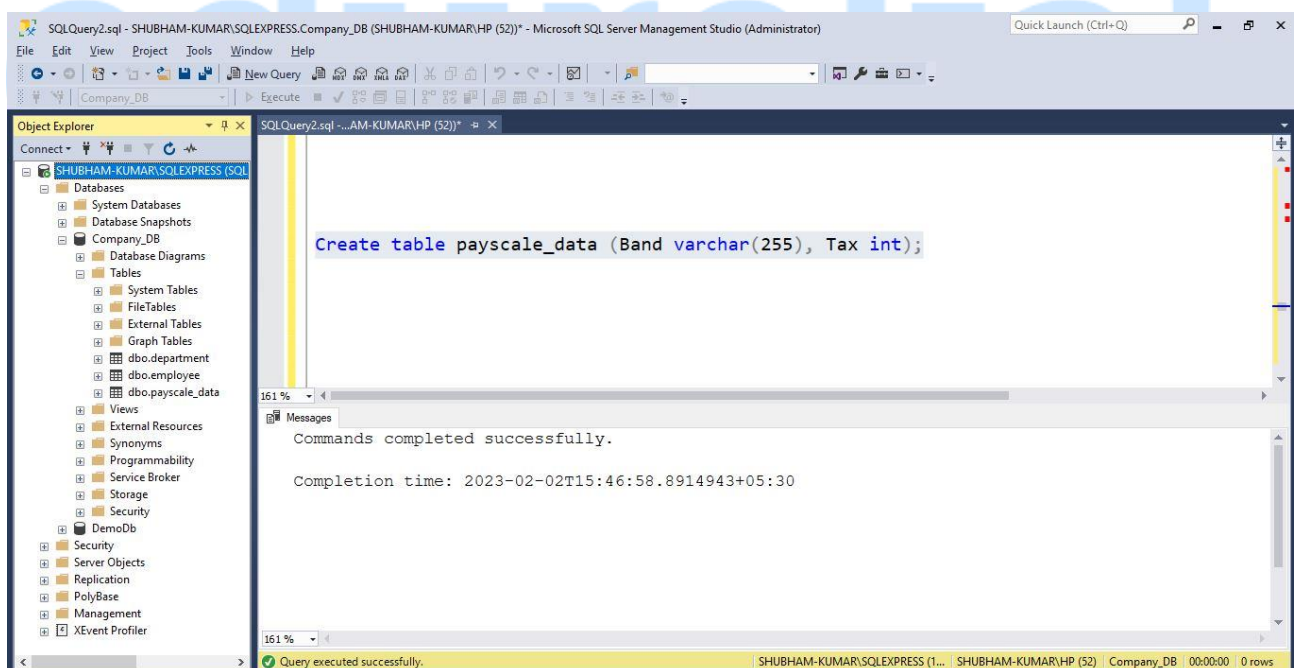 SQLQuery2.sql - SHUBHAM-KUMAR\SQLEXPRESS.Company_DB (SHUBHAM-KUMAR\HP (52))* - Microsoft SQL Server Management Studio (Administrator)
Quick Launch (Ctrl+Q)
File Edit View Project Tools Window Help
New Query
MDX DMX XMLA DAX
Company_DB
Execute
Object Explorer
SQLQuery2.sql -...AM-KUMAR\HP (52))*
Connect
SHUBHAM-KUMAR\SQLEXPRESS (SQL
Databases
System Databases
Database Snapshots
Company_DB
Database Diagrams
Tables
System Tables
FileTables
External Tables
Graph Tables
dbo.department
dbo.employee
dbo.payscale_data
Views
External Resources
Synonyms
Programmability
Service Broker
Storage
Security
DemoDb
Security
Server Objects
Replication
PolyBase
Management
XEvent Profiler
Create table payscale_data (Band varchar(255), Tax int);
161 %
Messages
Commands completed successfully.
Completion time: 2023-02-02T15:46:58.8914943+05:30
161 %
Query executed successfully.
SHUBHAM-KUMAR\SQLEXPRESS (1... SHUBHAM-KUMAR\HP (52) Company_DB 00:00:00 0 rows